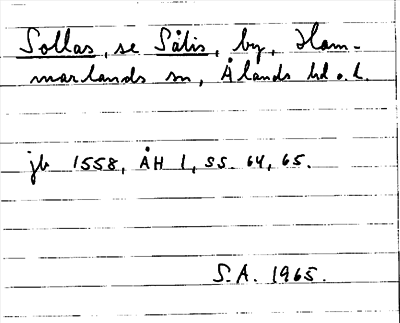 Sollas, se Sålis, by, Ham-
marlands sn, Ålands hd o. l.
jb 1558, ÅH 1, ss. 64, 65.
S.A. 1965.